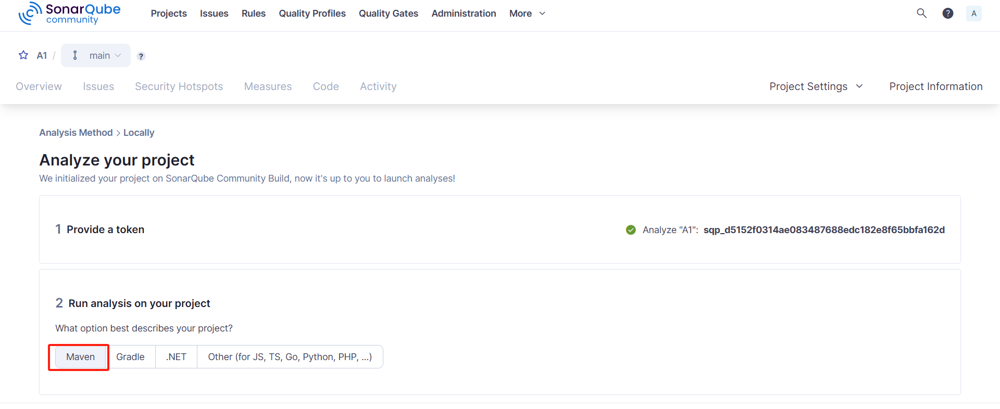 SonarQube community Projects Issues Rules Quality Profiles Quality Gates Administration More ? A
A1 / main ?
Overview Issues Security Hotspots Measures Code Activity Project Settings Project Information
Analysis Method > Locally
Analyze your project
We initialized your project on SonarQube Community Build, now it's up to you to launch analyses!
1 Provide a token Analyze "A1": sqp_d5152f0314ae083487688edc182e8f65bbfa162d
2 Run analysis on your project
What option best describes your project?
Maven Gradle .NET Other (for JS, TS, Go, Python, PHP, ...)